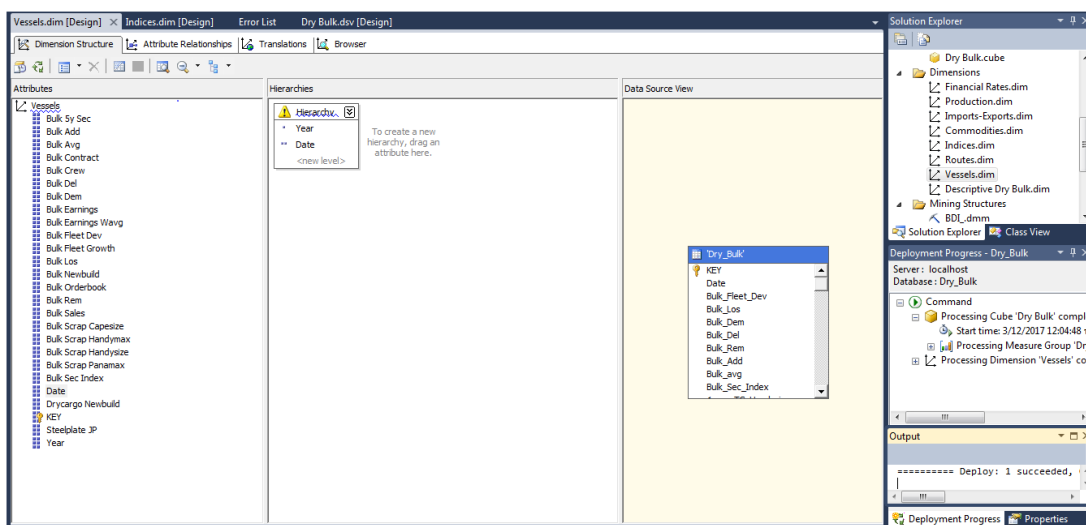 Vessels.dim [Design]
Indices.dim [Design]
Error List
Dry Bulk.dsv [Design]
Dimension Structure
Attribute Relationships
Translations
Browser
Attributes
Vessels
Bulk 5y Sec
Bulk Add
Bulk Avg
Bulk Contract
Bulk Crew
Bulk Del
Bulk Dem
Bulk Earnings
Bulk Earnings Wavg
Bulk Fleet Dev
Bulk Fleet Growth
Bulk Los
Bulk Newbuild
Bulk Orderbook
Bulk Rem
Bulk Sales
Bulk Scrap Capesize
Bulk Scrap Handymax
Bulk Scrap Handysize
Bulk Scrap Panamax
Bulk Sec Index
Date
Drycargo Newbuild
KEY
Steelplate JP
Year
Hierarchies
Hierarchy
Year
Date
<new level>
To create a new
hierarchy, drag an
attribute here.
Data Source View
'Dry_Bulk'
KEY
Date
Bulk_Fleet_Dev
Bulk_Los
Bulk_Dem
Bulk_Del
Bulk_Rem
Bulk_Add
Bulk_avg
Bulk_Sec_Index
Solution Explorer
Dry Bulk.cube
Dimensions
Financial Rates.dim
Production.dim
Imports-Exports.dim
Commodities.dim
Indices.dim
Routes.dim
Vessels.dim
Descriptive Dry Bulk.dim
Mining Structures
BDI_.dmm
Solution Explorer
Class View
Deployment Progress - Dry_Bulk
Server: localhost
Database: Dry_Bulk
Command
Processing Cube 'Dry Bulk' compl
Start time: 3/12/2017 12:04:48
Processing Measure Group 'Dr
Processing Dimension 'Vessels' co
Output
========== Deploy: 1 succeeded,
Deployment Progress
Properties